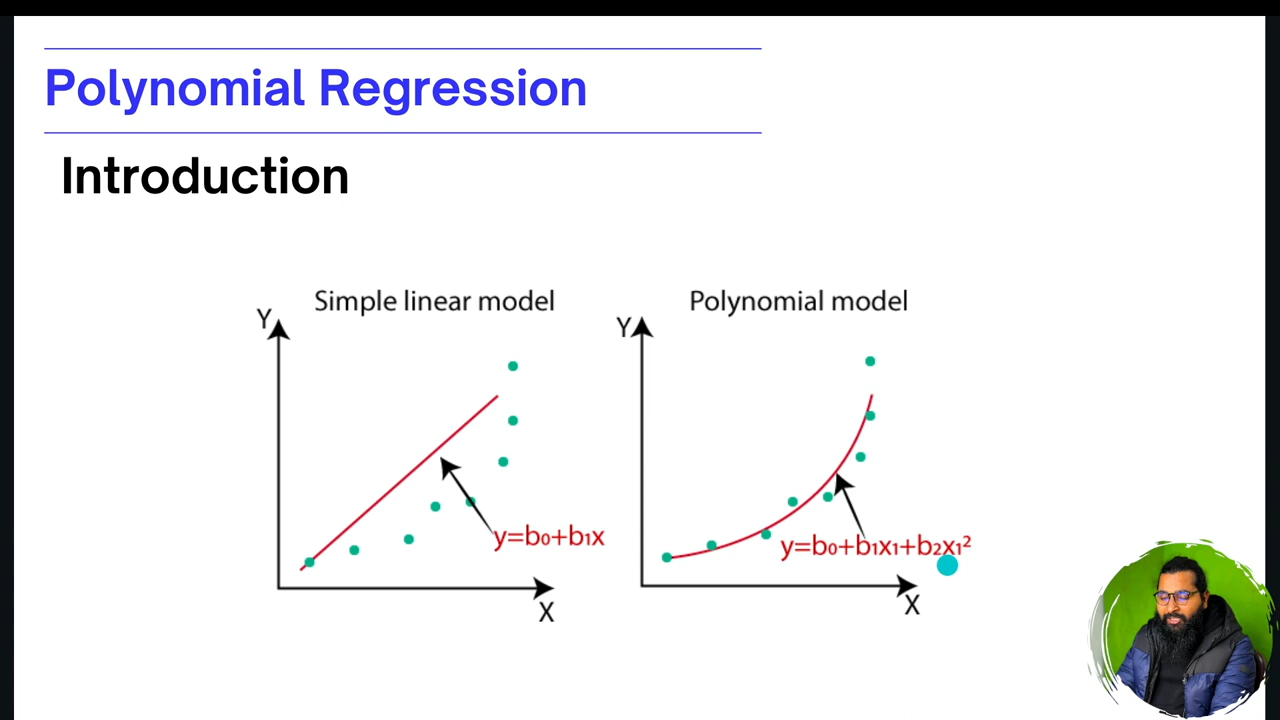 Polynomial Regression
Introduction
Simple linear model
Y
y=b₀+b₁x
X
Polynomial model
Y
y=b₀+b₁x₁+b₂x₁²
X